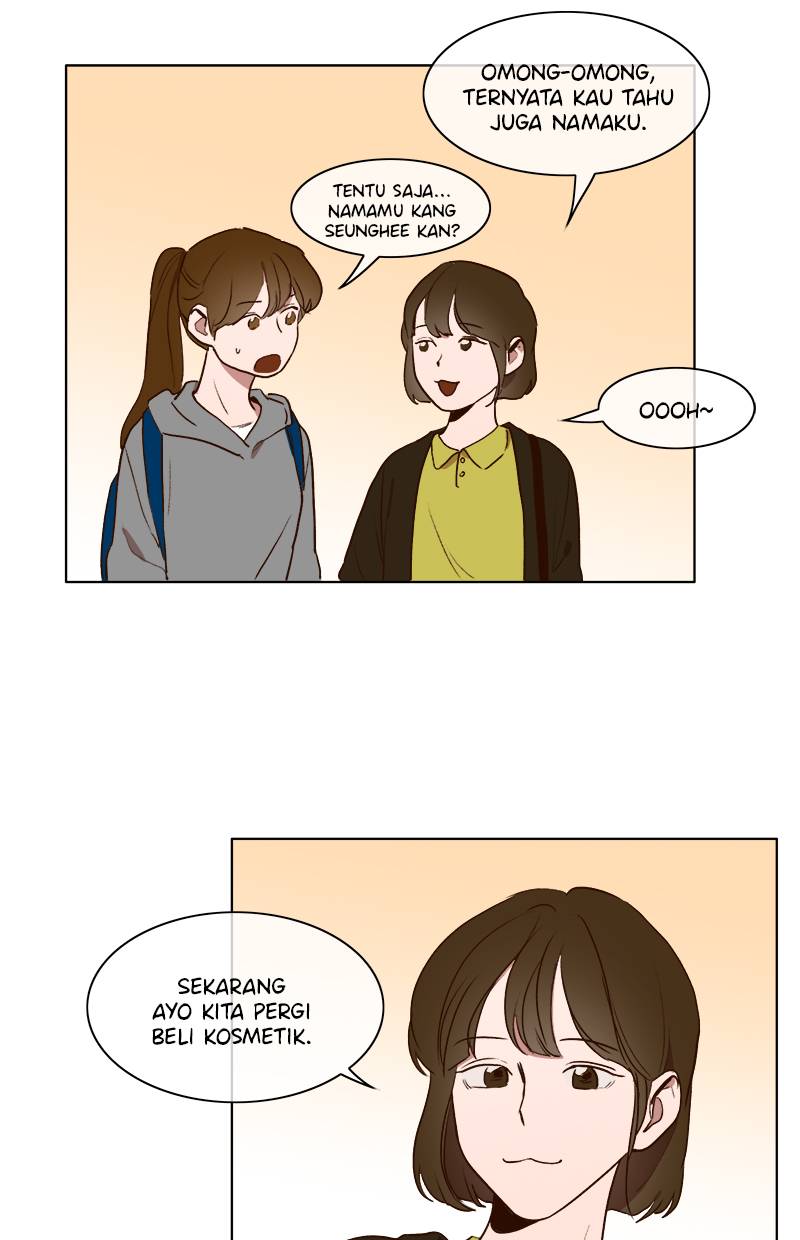 OMONG-OMONG,
TERNYATA KAU TAHU
JUGA NAMAKU.
TENTU SAJA...
NAMAMU KANG
SEUNGHEE KAN?
OOOH~
SEKARANG
AYO KITA PERGI
BELI KOSMETIK.